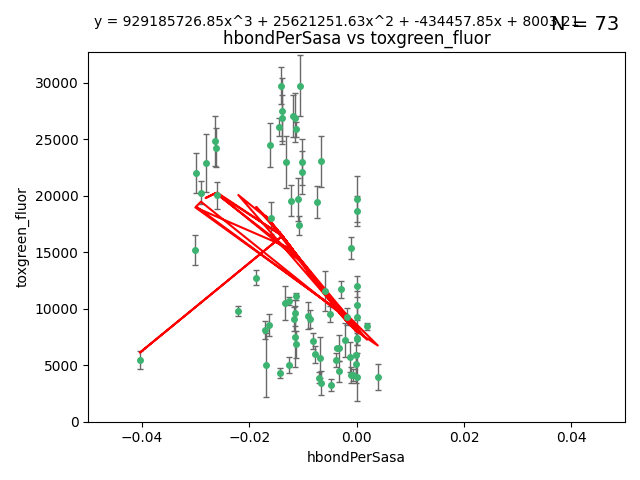 y = 929185726.85x^3 + 25621251.63x^2 + -434457.85x + 8003.21
N = 73
hbondPerSasa vs toxgreen_fluor
30000
25000
20000
15000
10000
5000
0
toxgreen_fluor
−0.04
−0.02
0.00
0.02
0.04
hbondPerSasa